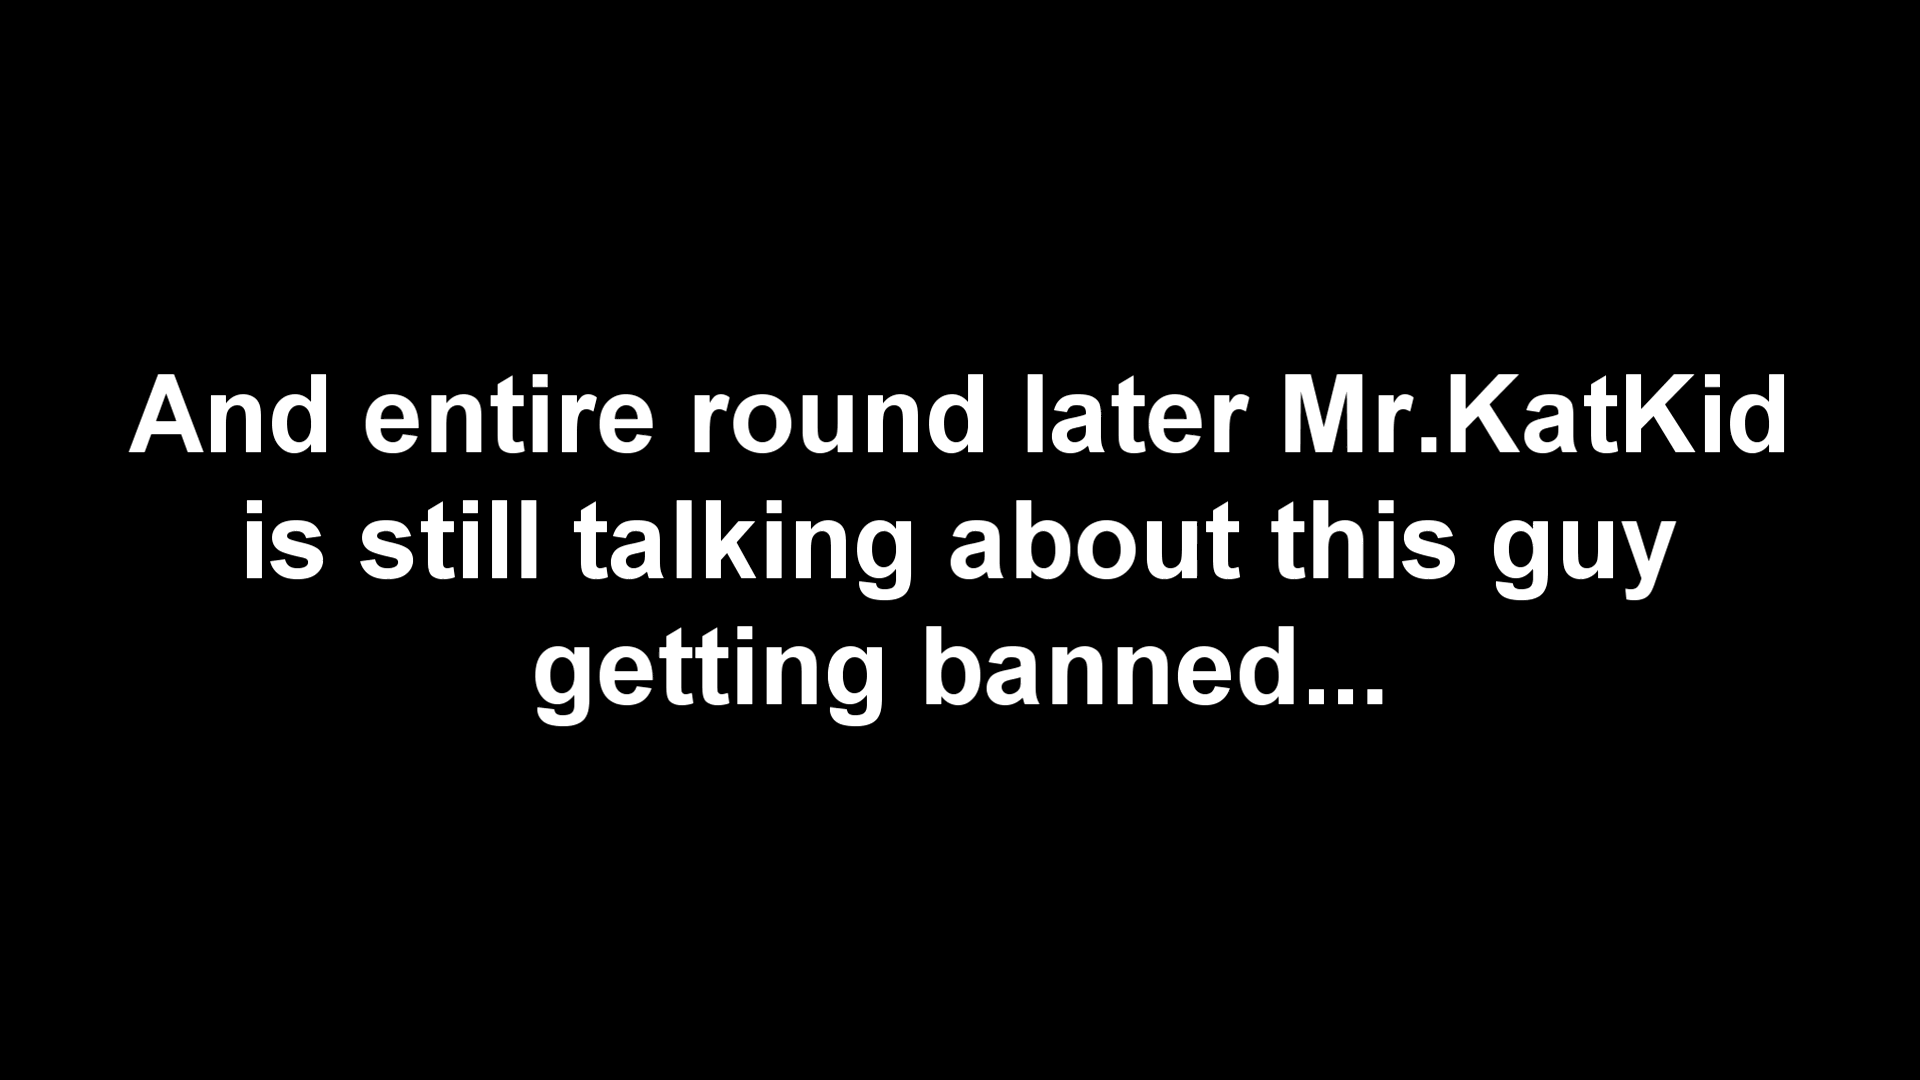 And entire round later Mr.KatKid
is still talking about this guy
getting banned...